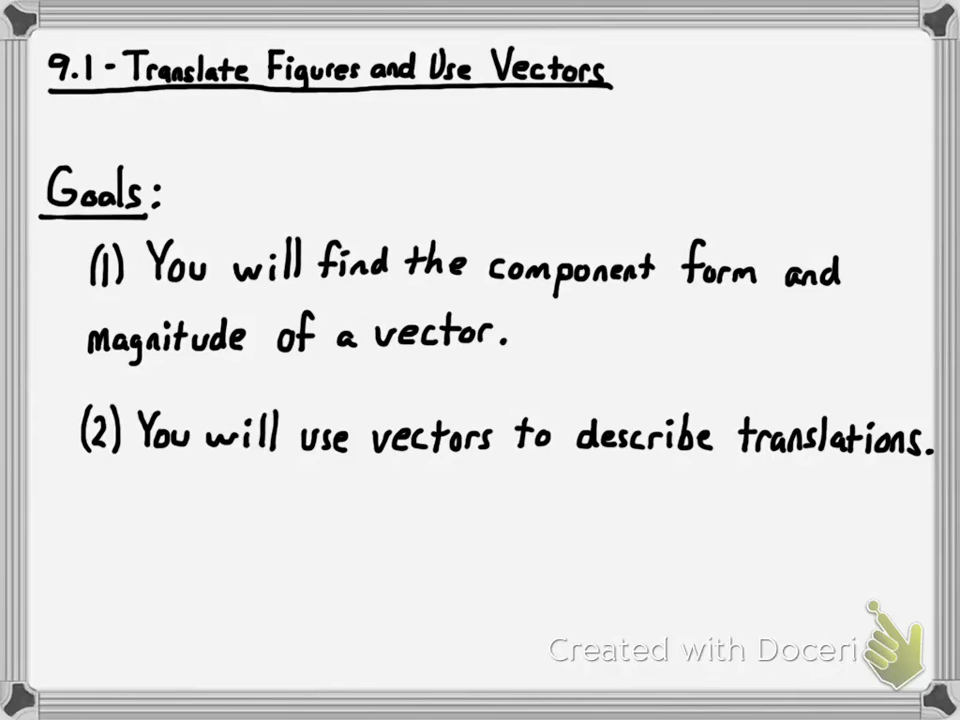 9.1 - Translate Figures and Use Vectors
Goals:
(1) You will find the component form and
magnitude of a vector.
(2) You will use vectors to describe translations.
Created with Doceri